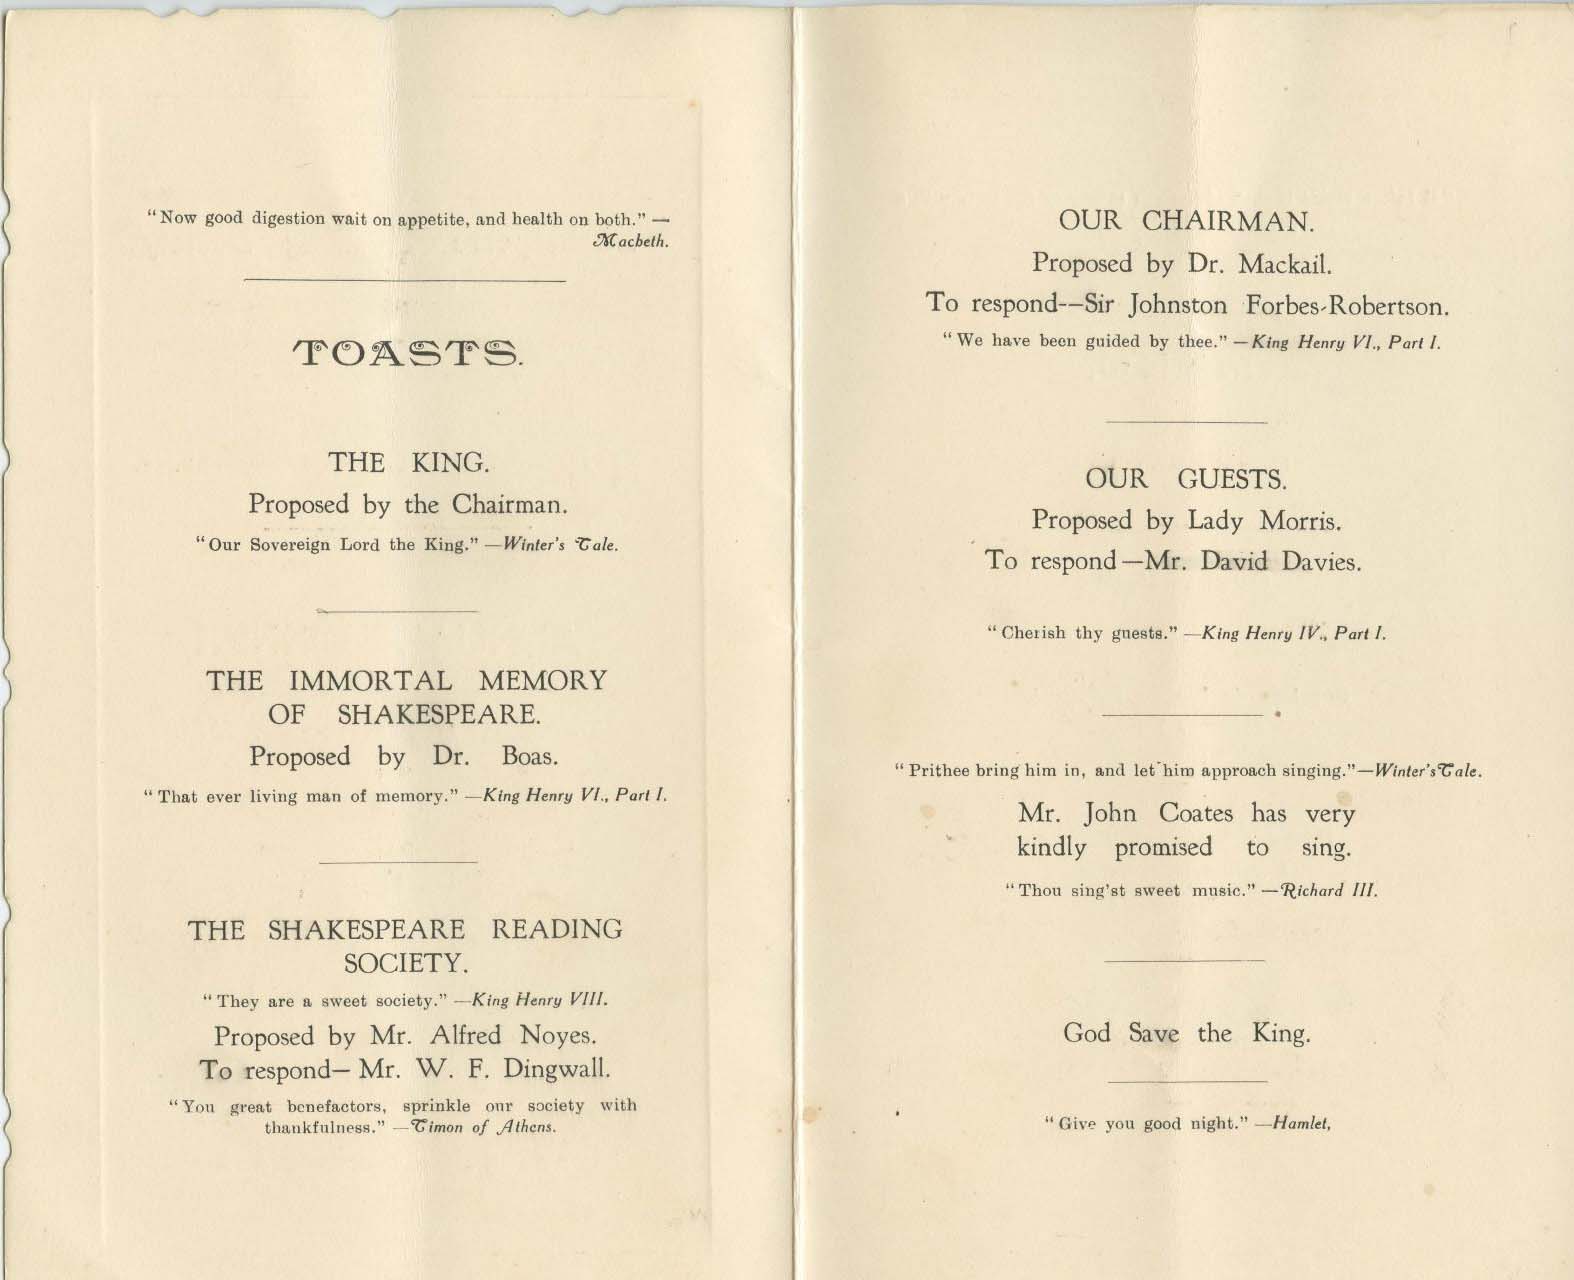 “Now good digestion wait on appetite, and health on both.” —
Macbeth.
TOASTS.
THE KING.
Proposed by the Chairman.
“Our Sovereign Lord the King.” —Winter's Tale.
THE IMMORTAL MEMORY
OF SHAKESPEARE.
Proposed by Dr. Boas.
“That ever living man of memory.” —King Henry VI., Part I.
THE SHAKESPEARE READING
SOCIETY.
“They are a sweet society.” —King Henry VIII.
Proposed by Mr. Alfred Noyes.
To respond— Mr. W. F. Dingwall.
“You great benefactors, sprinkle our society with
thankfulness.” —Timon of Athens.
OUR CHAIRMAN.
Proposed by Dr. Mackail.
To respond--Sir Johnston Forbes-Robertson.
“We have been guided by thee.” —King Henry VI., Part I.
OUR GUESTS.
Proposed by Lady Morris.
To respond—Mr. David Davies.
“Cherish thy guests.” —King Henry IV., Part I.
“Prithee bring him in, and let him approach singing.”—Winter's Tale.
Mr. John Coates has very
kindly promised to sing.
“Thou sing'st sweet music.” —Richard III.
God Save the King.
“Give you good night.” —Hamlet,